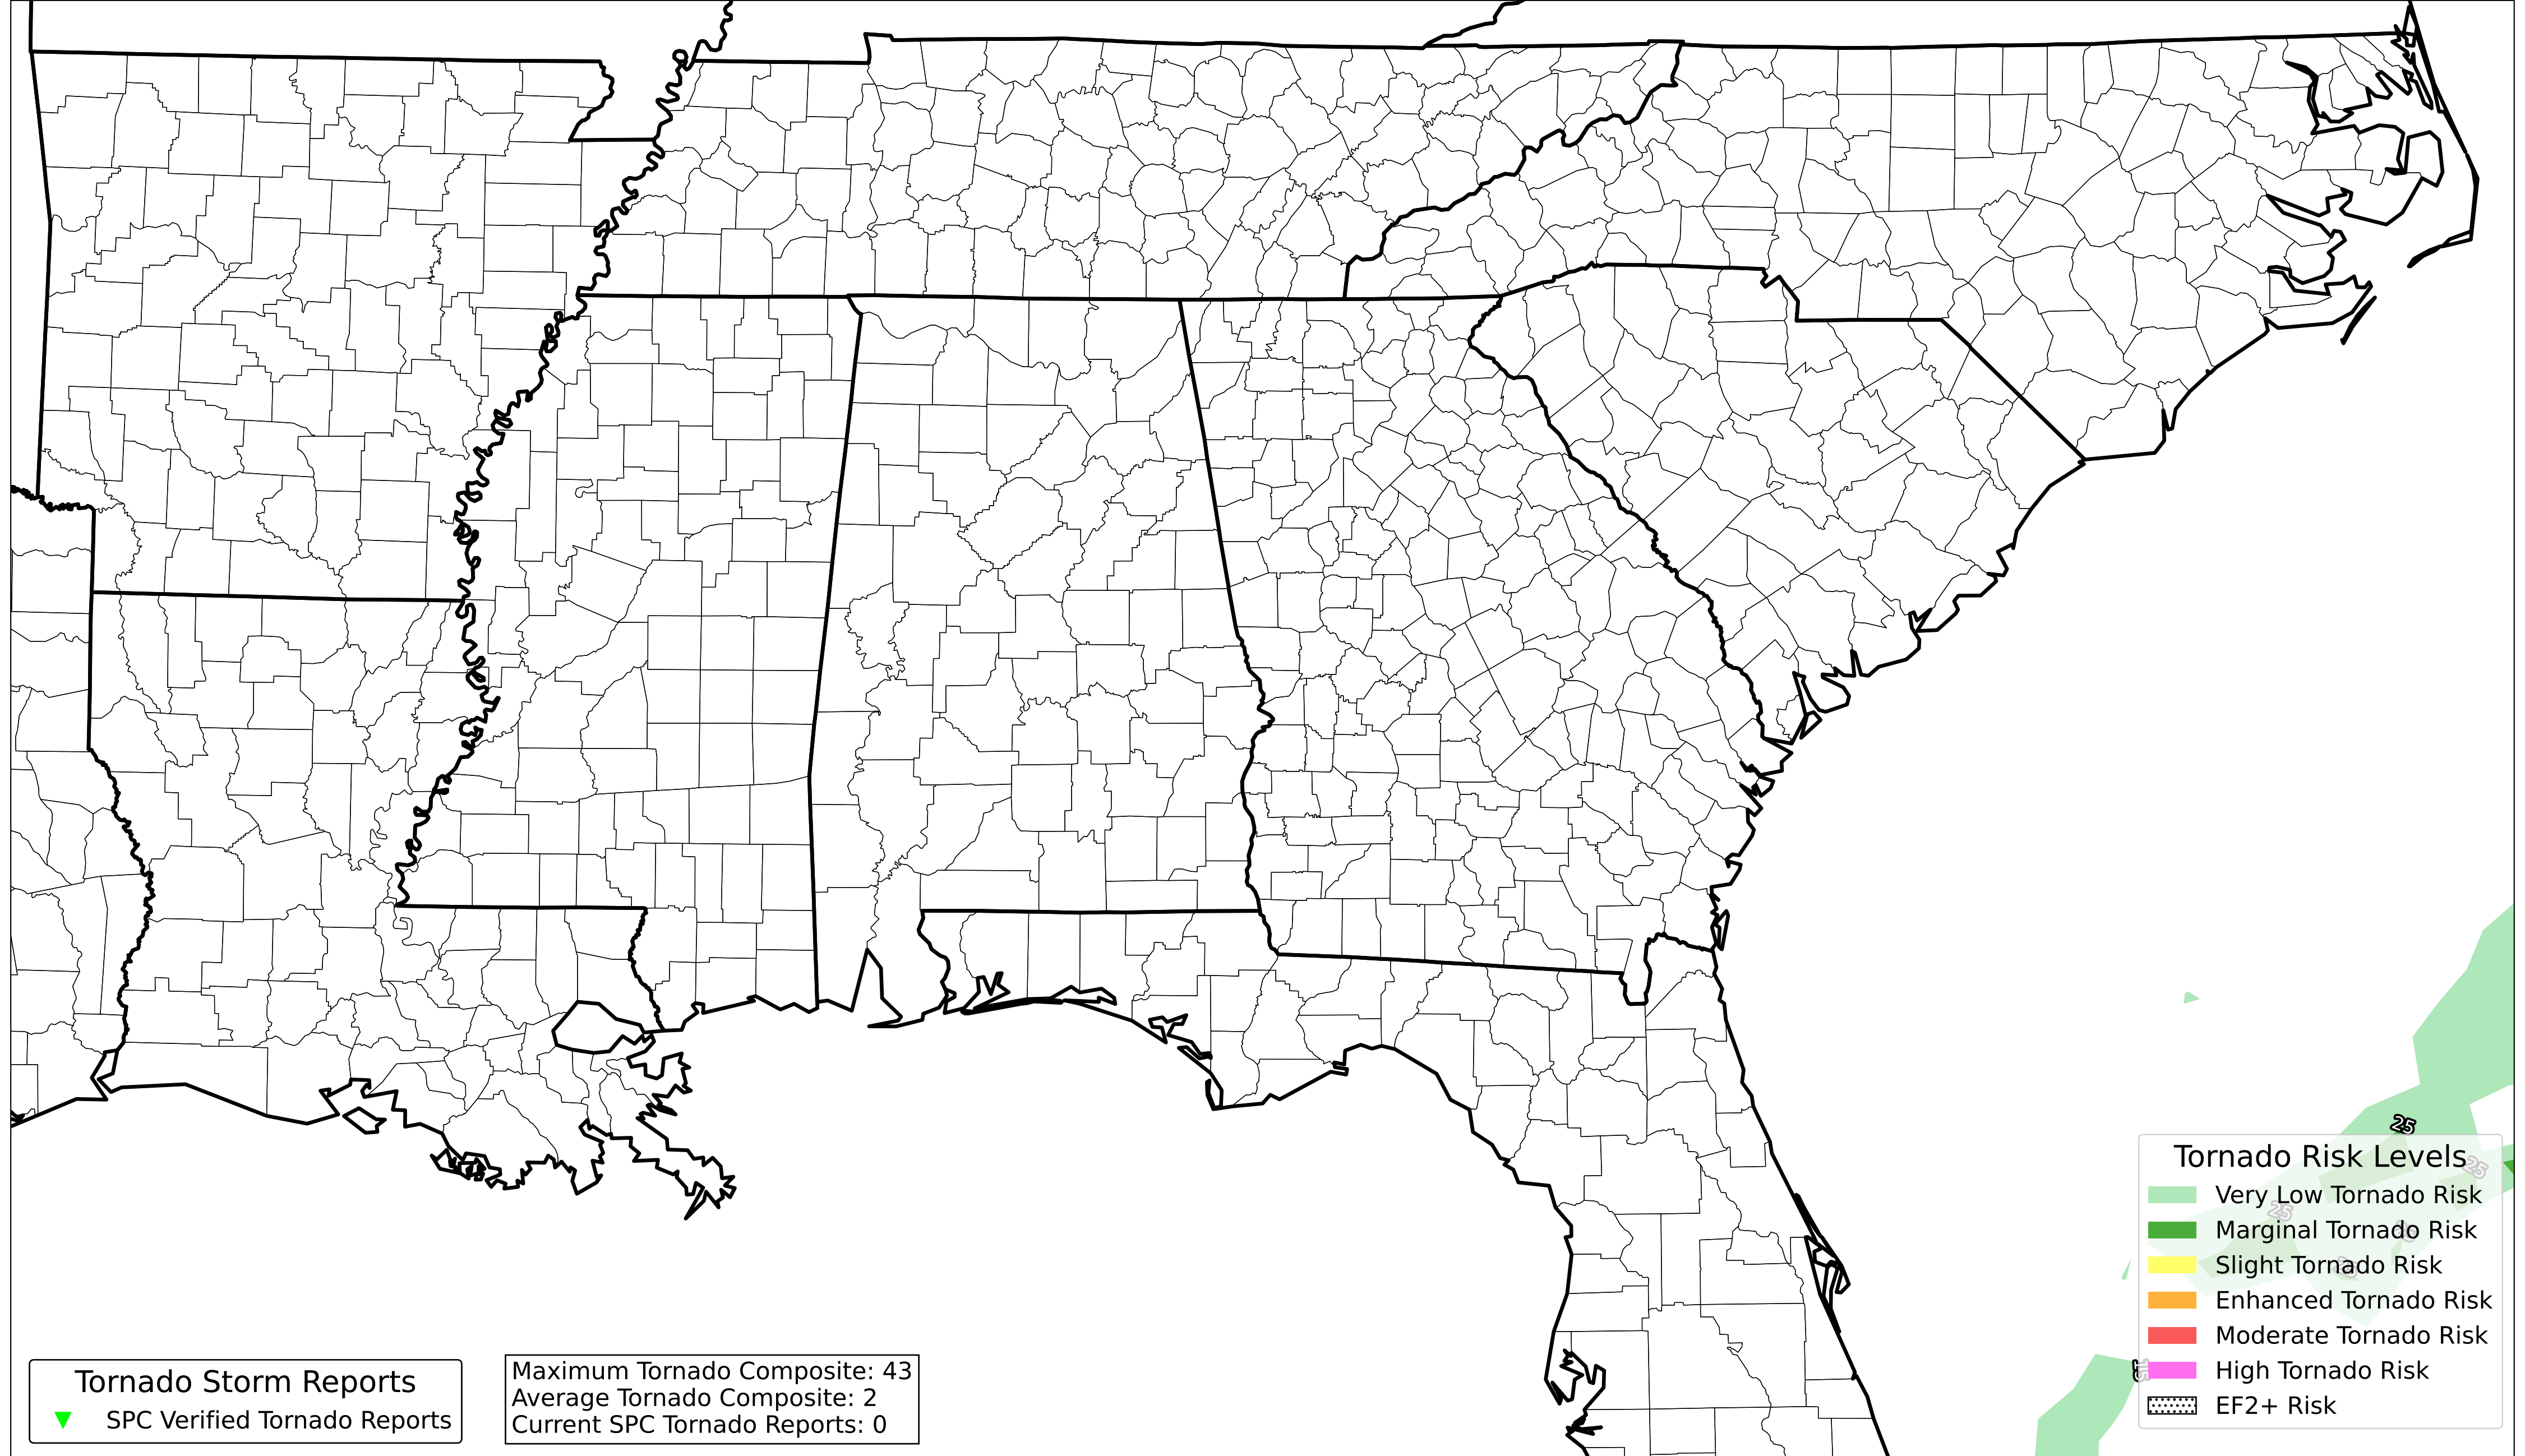 25
Tornado Risk Levels
25
Very Low Tornado Risk
25
Marginal Tornado Risk
Slight Tornado Risk
Enhanced Tornado Risk
Moderate Tornado Risk
High Tornado Risk
EF2+ Risk
Tornado Storm Reports
SPC Verified Tornado Reports
Maximum Tornado Composite: 43
Average Tornado Composite: 2
Current SPC Tornado Reports: 0